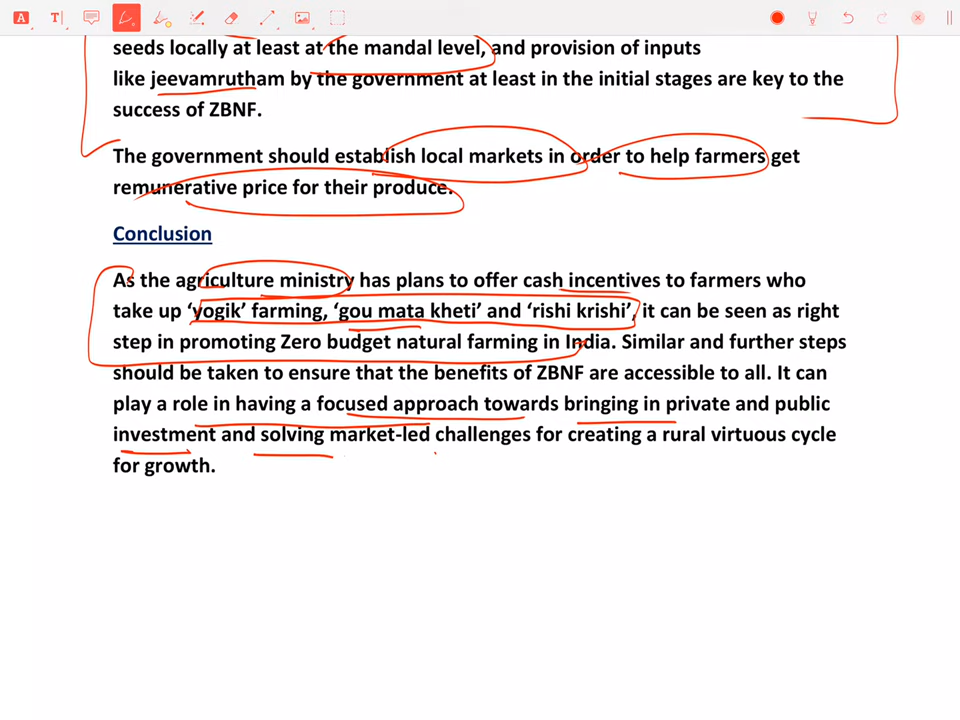 A
T
seeds locally at least at the mandal level, and provision of inputs
like jeevamrutham by the government at least in the initial stages are key to the
success of ZBNF.
The government should establish local markets in order to help farmers get
remunerative price for their produce.
Conclusion
As the agriculture ministry has plans to offer cash incentives to farmers who
take up ‘yogik’ farming, ‘gou mata kheti’ and ‘rishi krishi’, it can be seen as right
step in promoting Zero budget natural farming in India. Similar and further steps
should be taken to ensure that the benefits of ZBNF are accessible to all. It can
play a role in having a focused approach towards bringing in private and public
investment and solving market-led challenges for creating a rural virtuous cycle
for growth.